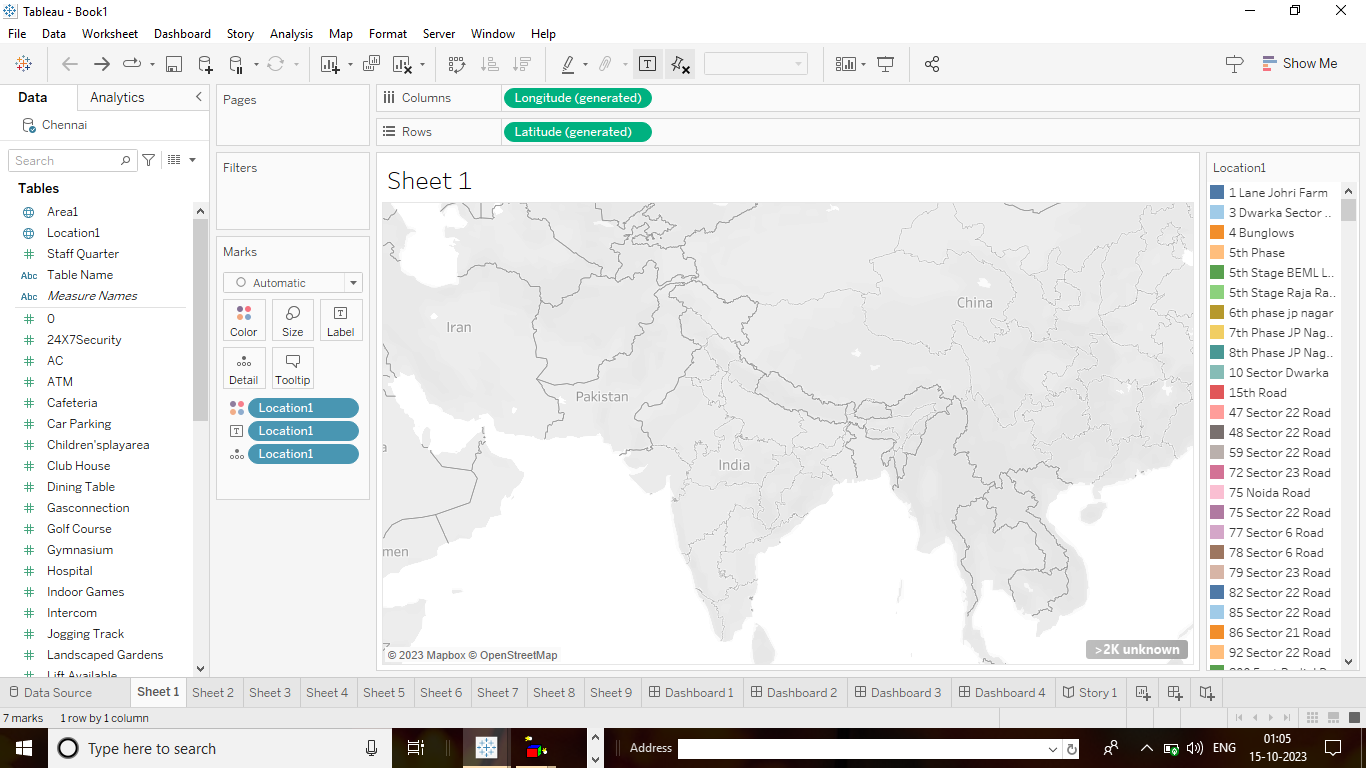 Tableau - Book1
File Data Worksheet Dashboard Story Analysis Map Format Server Window Help
Show Me
Data Analytics
Chennai
Search
Tables
Area1
Location1
Staff Quarter
Abc Table Name
Abc Measure Names
0
24X7Security
AC
ATM
Cafeteria
Car Parking
Children'splayarea
Club House
Dining Table
Gasconnection
Golf Course
Gymnasium
Hospital
Indoor Games
Intercom
Jogging Track
Landscaped Gardens
Lift Available
Pages
Filters
Marks
Automatic
Color Size Label
Detail Tooltip
Location1
Location1
Location1
Columns Longitude (generated)
Rows Latitude (generated)
Sheet 1
China
Iran
Pakistan
India
a
men
© 2023 Mapbox © OpenStreetMap
>2K unknown
Location1
1 Lane Johri Farm
3 Dwarka Sector ..
4 Bunglows
5th Phase
5th Stage BEML L..
5th Stage Raja Ra..
6th phase jp nagar
7th Phase JP Nag..
8th Phase JP Nag..
10 Sector Dwarka
15th Road
47 Sector 22 Road
48 Sector 22 Road
59 Sector 22 Road
72 Sector 23 Road
75 Noida Road
75 Sector 22 Road
77 Sector 6 Road
78 Sector 6 Road
79 Sector 23 Road
82 Sector 22 Road
85 Sector 22 Road
86 Sector 21 Road
92 Sector 22 Road
Data Source Sheet 1 Sheet 2 Sheet 3 Sheet 4 Sheet 5 Sheet 6 Sheet 7 Sheet 8 Sheet 9 Dashboard 1 Dashboard 2 Dashboard 3 Dashboard 4 Story 1
7 marks 1 row by 1 column
Type here to search
Address
ENG
01:05
15-10-2023